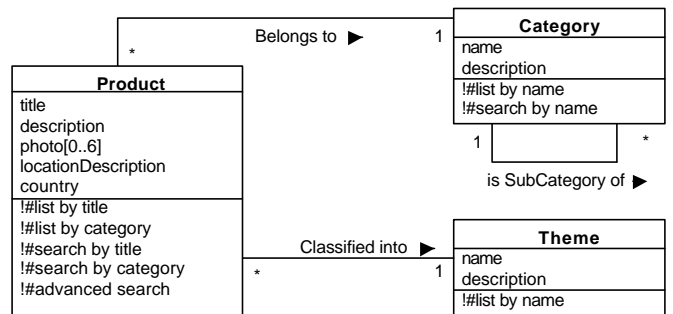 Belongs to ►
1
*
Category
name
description
!#list by name
!#search by name
1
*
is SubCategory of ►
Product
title
description
photo[0..6]
locationDescription
country
!#list by title
!#list by category
!#search by title
!#search by category
!#advanced search
Classified into ►
*
1
Theme
name
description
!#list by name